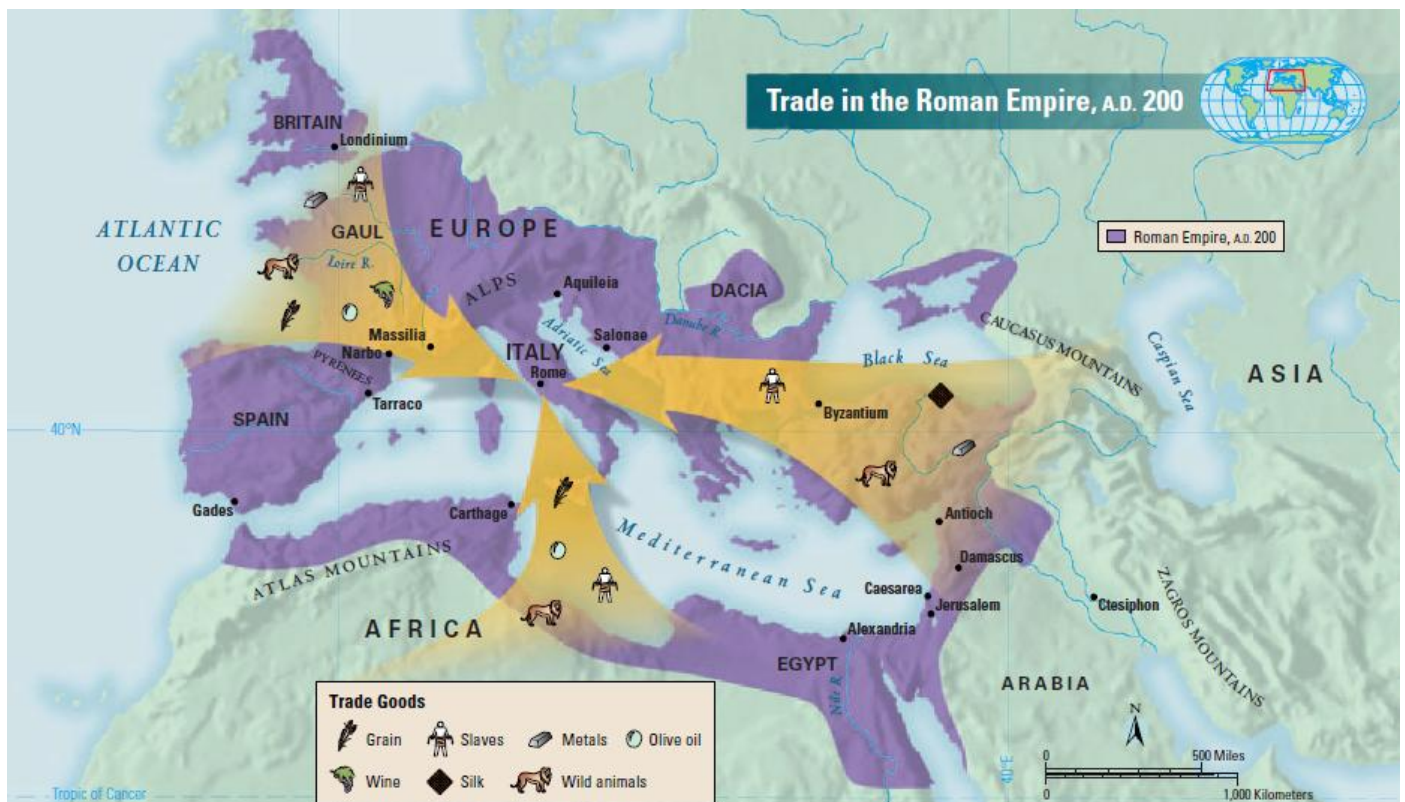 Trade in the Roman Empire, A.D. 200
Roman Empire, A.D. 200
BRITAIN
Londinium
ATLANTIC
OCEAN
GAUL
EUROPE
Loire R.
ALPS
Aquileia
DACIA
Danube R.
Adriatic Sea
Salonae
Massilia
Narbo
PYRENEES
ITALY
Rome
Tarraco
SPAIN
40°N
Gades
Black Sea
CAUCASUS MOUNTAINS
Caspian Sea
ASIA
Byzantium
Carthage
ATLAS MOUNTAINS
Mediterranean Sea
Antioch
Damascus
Caesarea
Jerusalem
Ctesiphon
ZAGROS MOUNTAINS
AFRICA
Alexandria
EGYPT
Nile R.
ARABIA
Trade Goods
Grain
Slaves
Metals
Olive oil
Wine
Silk
Wild animals
Tropic of Cancer
40°E
N
0 500 Miles
0 1,000 Kilometers